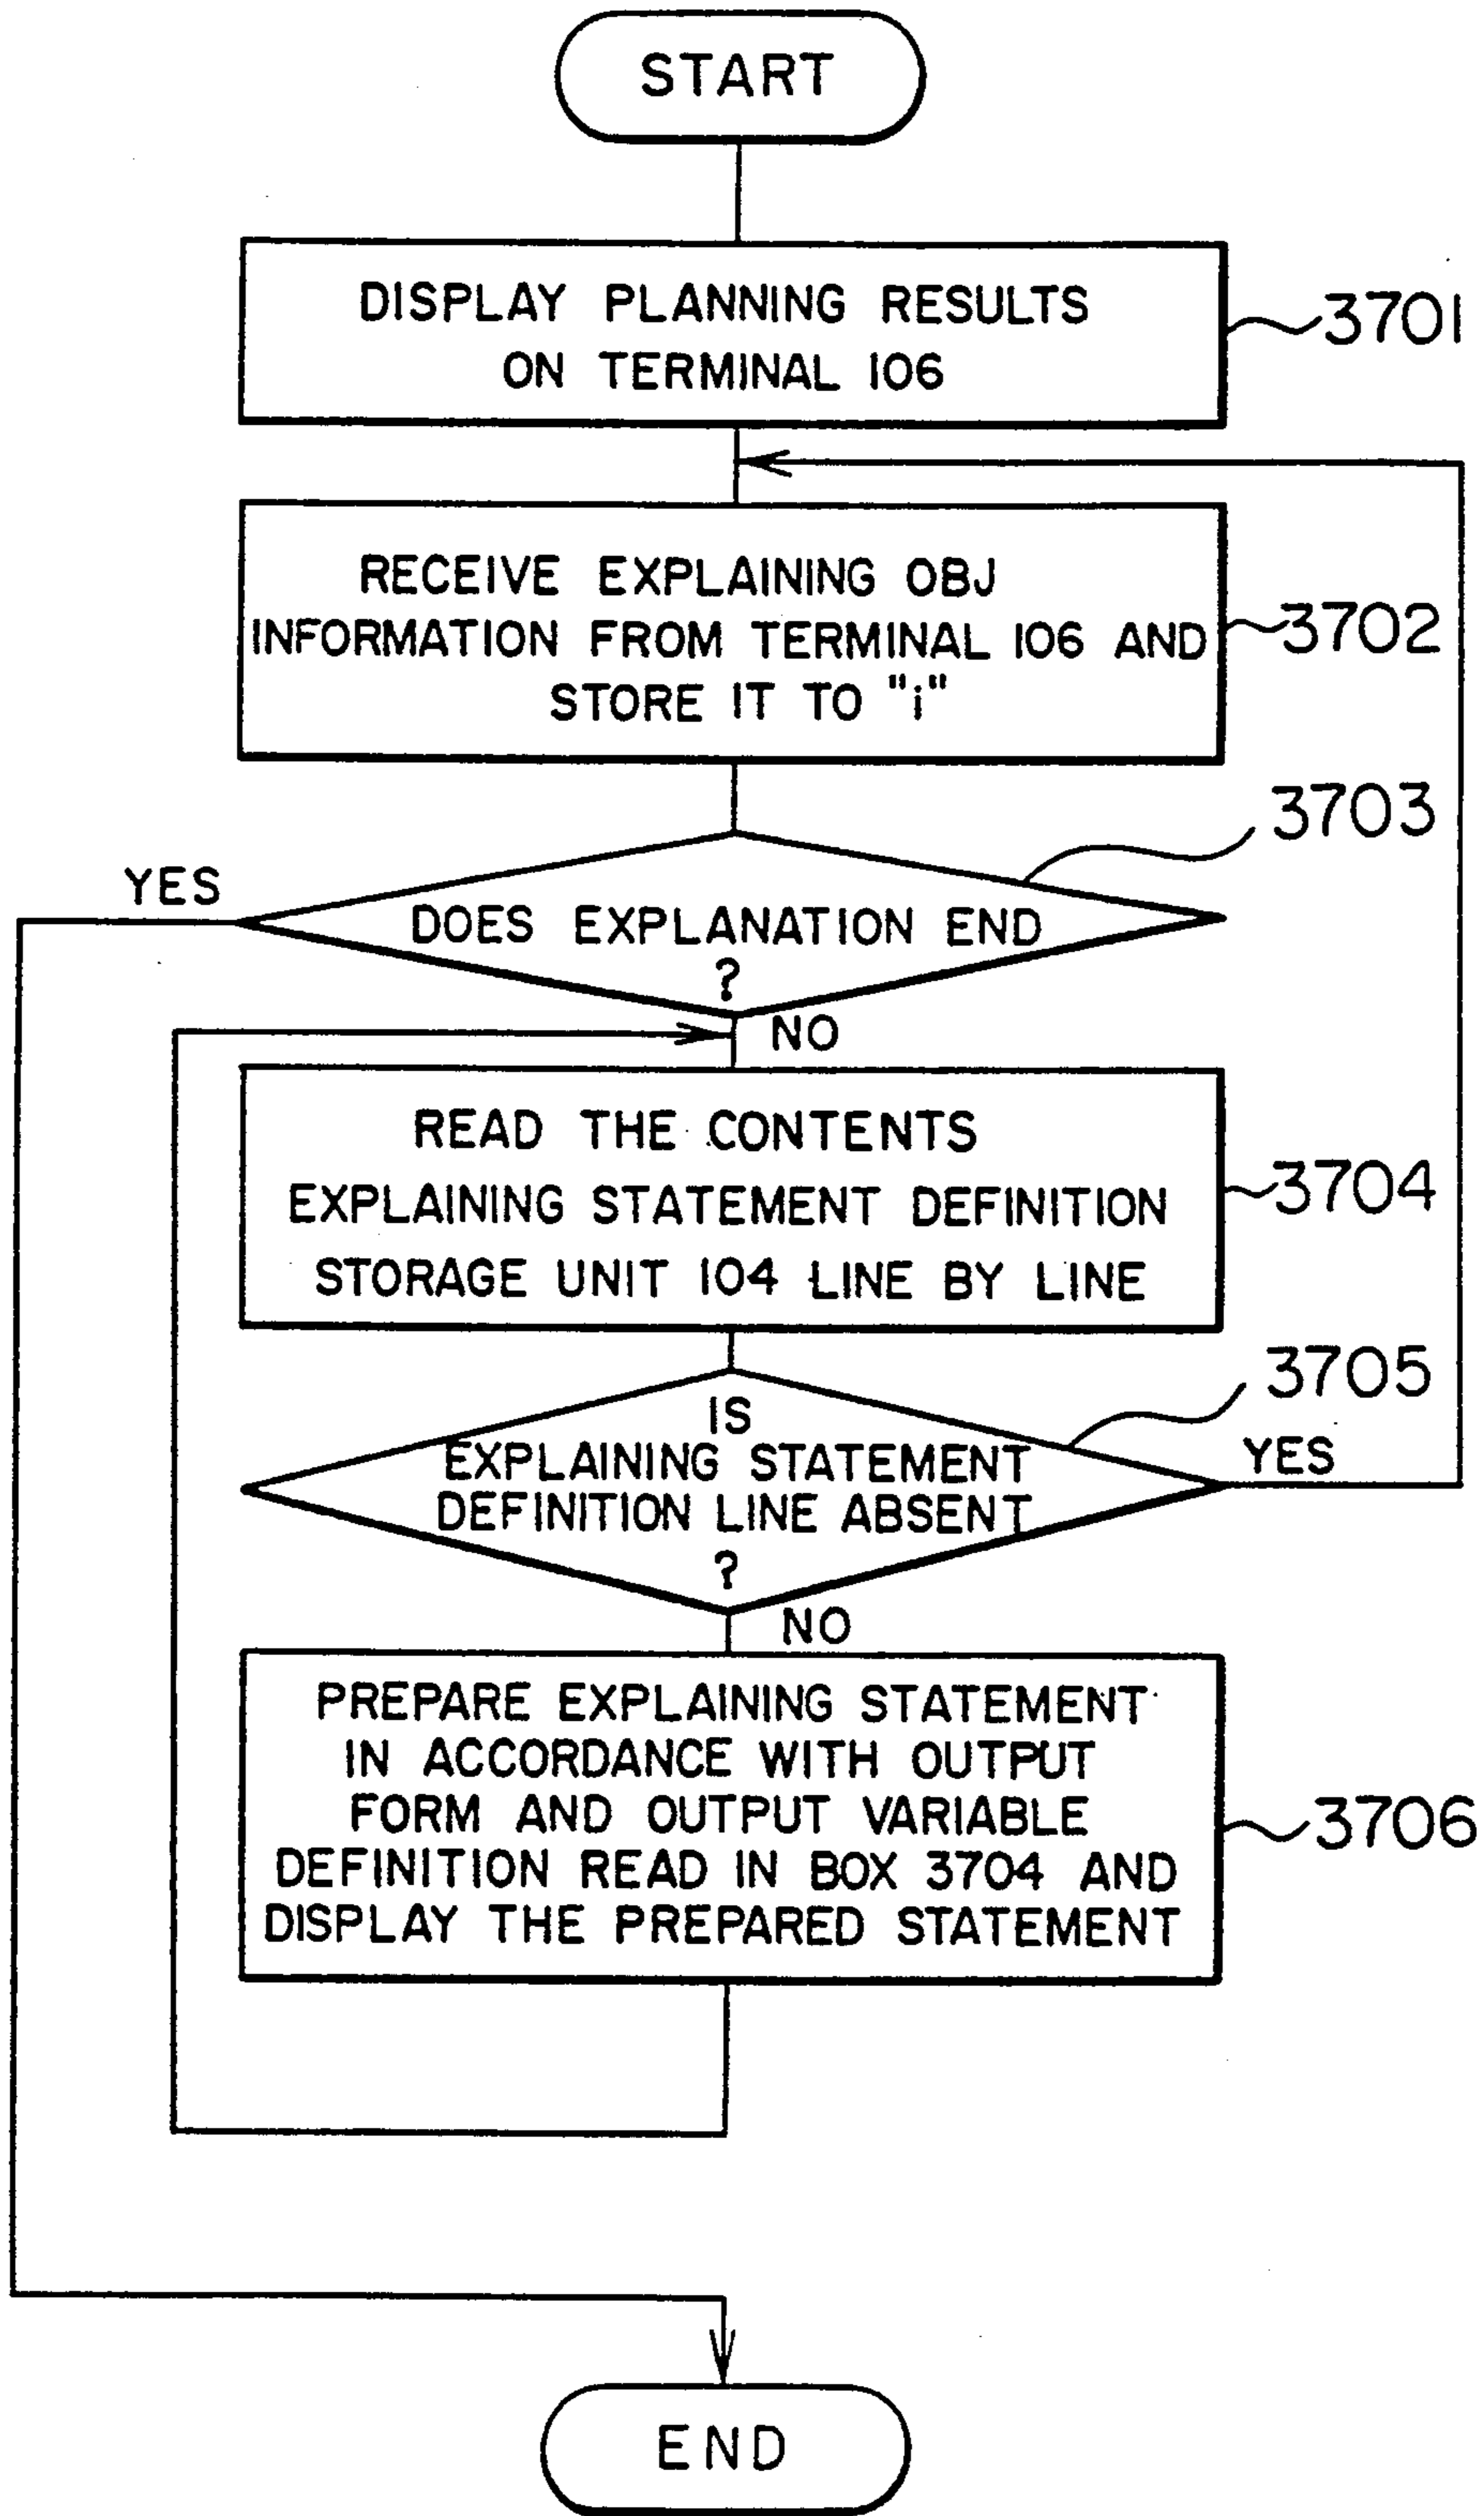 START
DISPLAY PLANNING RESULTS
ON TERMINAL 106
3701
RECEIVE EXPLAINING OBJ
INFORMATION FROM TERMINAL 106 AND
STORE IT TO "i"
3702
3703
YES
DOES EXPLANATION END
?
NO
READ THE CONTENTS
EXPLAINING STATEMENT DEFINITION
STORAGE UNIT 104 LINE BY LINE
3704
3705
IS
EXPLAINING STATEMENT
DEFINITION LINE ABSENT
?
YES
NO
PREPARE EXPLAINING STATEMENT
IN ACCORDANCE WITH OUTPUT
FORM AND OUTPUT VARIABLE
DEFINITION READ IN BOX 3704 AND
DISPLAY THE PREPARED STATEMENT
3706
END